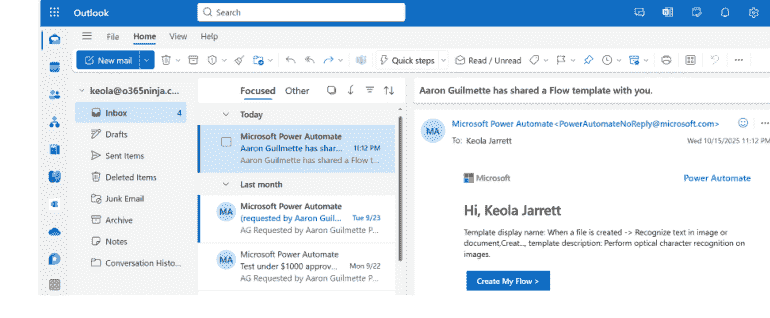 Outlook
Search
File Home View Help
New mail Quick steps Read / Unread
keola@o365ninja.c...
Inbox 4
Drafts
Sent Items
Deleted Items
Junk Email
Archive
Notes
Conversation Histo...
Focused Other
Today
Microsoft Power Automate
Aaron Guilmette has shar... 11:12 PM
Aaron Guilmette has shared a Flow t...
Last month
MA
Microsoft Power Automate
(requested by Aaron Guil... Tue 9/23
AG Requested by Aaron Guilmette P...
MA
Microsoft Power Automate
Test under $1000 approv... Mon 9/22
AG Requested by Aaron Guilmette P...
Aaron Guilmette has shared a Flow template with you.
MA
Microsoft Power Automate<PowerAutomateNoReply@microsoft.com>
To: Keola Jarrett
Wed 10/15/2025 11:12 PM
Microsoft
Power Automate
Hi, Keola Jarrett
Template display name: When a file is created -> Recognize text in image or
document,Creat..., template description: Perform optical character recognition on
images.
Create My Flow >